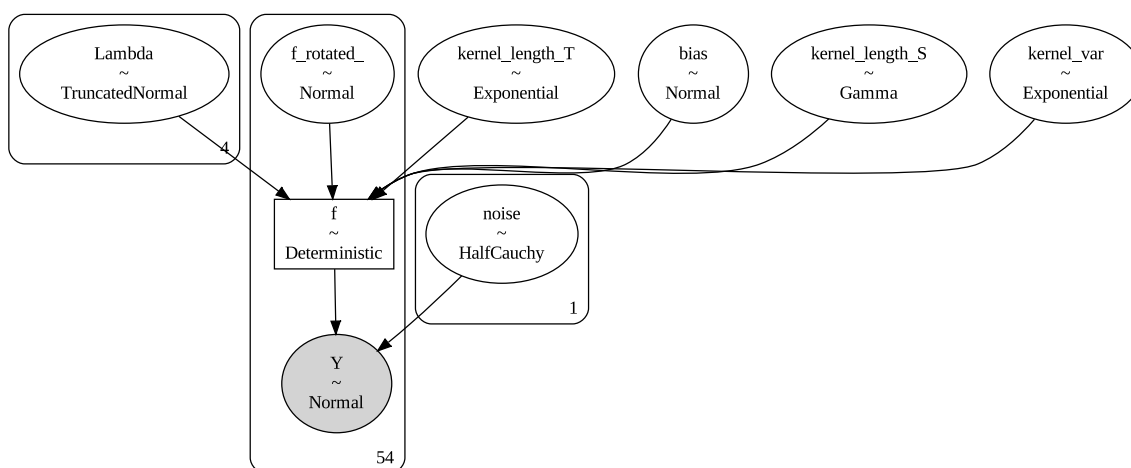 Lambda
~
TruncatedNormal
4
f_rotated_
~
Normal
kernel_length_T
~
Exponential
bias
~
Normal
kernel_length_S
~
Gamma
kernel_var
~
Exponential
f
~
Deterministic
noise
~
HalfCauchy
1
Y
~
Normal
54